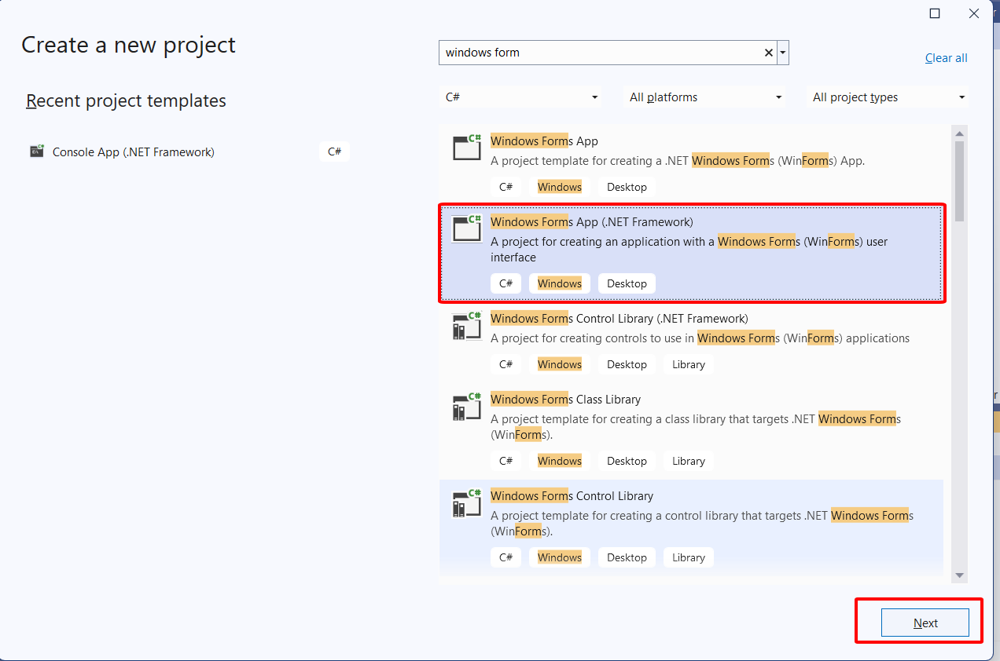 Create a new project
windows form
Clear all
Recent project templates
C#
All platforms
All project types
Console App (.NET Framework)
C#
Windows Forms App
A project template for creating a .NET Windows Forms (WinForms) App.
C#
Windows
Desktop
Windows Forms App (.NET Framework)
A project for creating an application with a Windows Forms (WinForms) user
interface
C#
Windows
Desktop
Windows Forms Control Library (.NET Framework)
A project for creating controls to use in Windows Forms (WinForms) applications
C#
Windows
Desktop
Library
Windows Forms Class Library
A project template for creating a class library that targets .NET Windows Forms
(WinForms).
C#
Windows
Desktop
Library
Windows Forms Control Library
A project template for creating a control library that targets .NET Windows Forms
(WinForms).
C#
Windows
Desktop
Library
Next